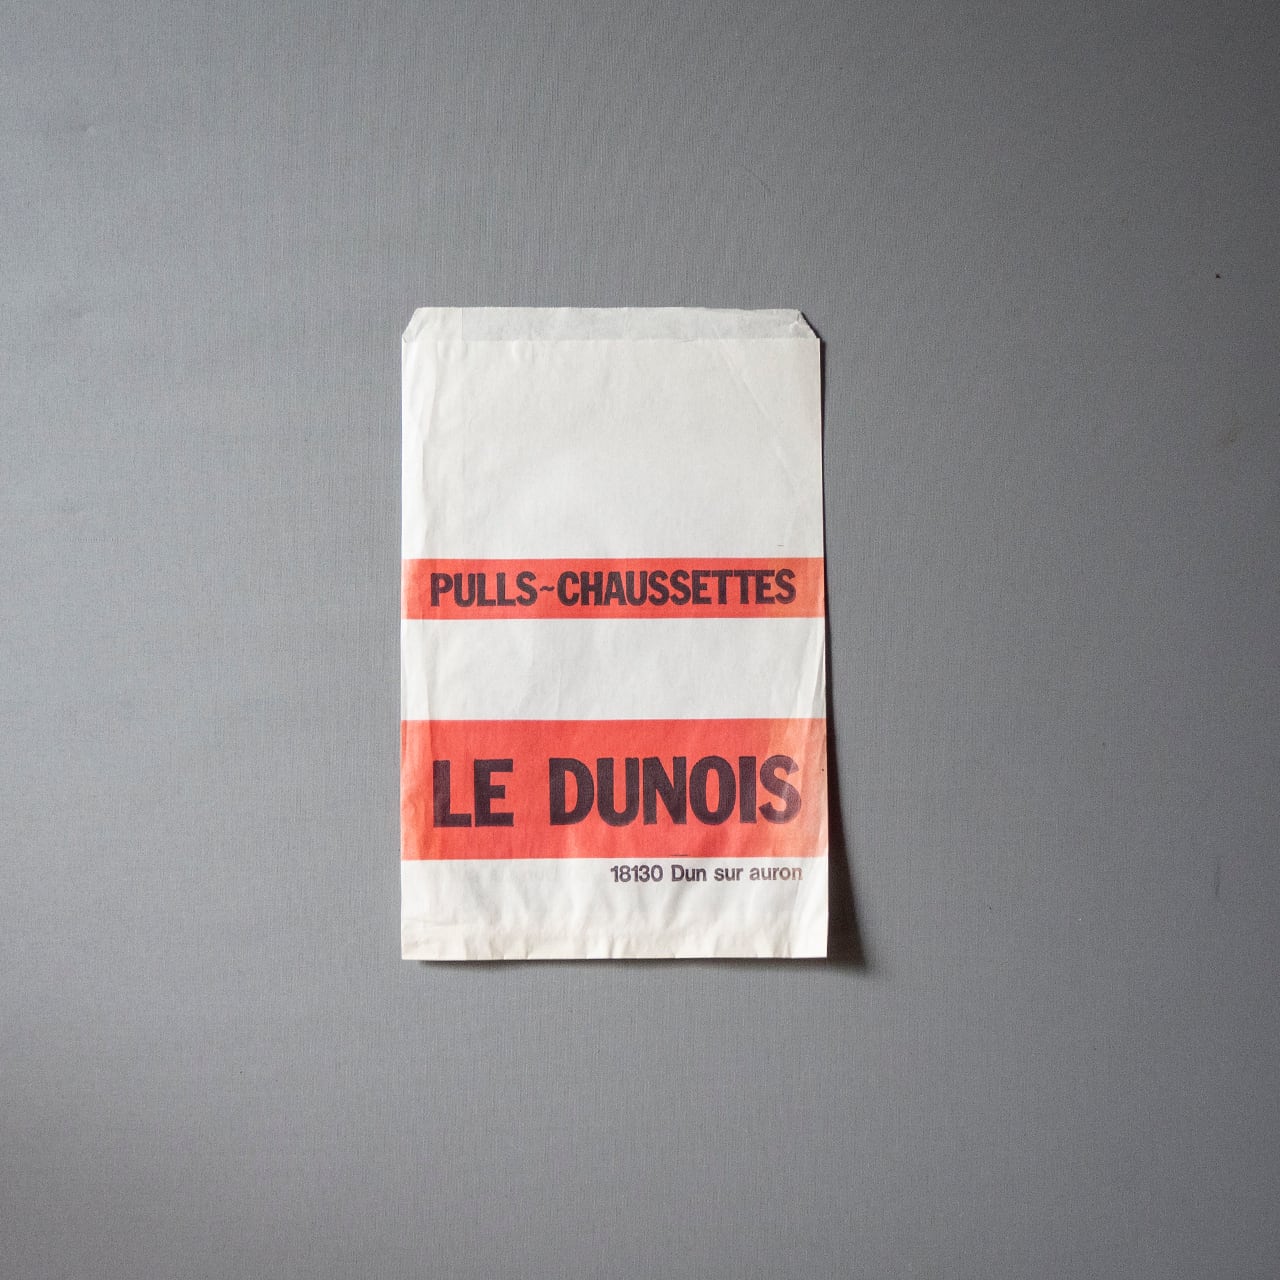 PULLS~CHAUSSETTES
LE DUNOIS
18130 Dun sur auron